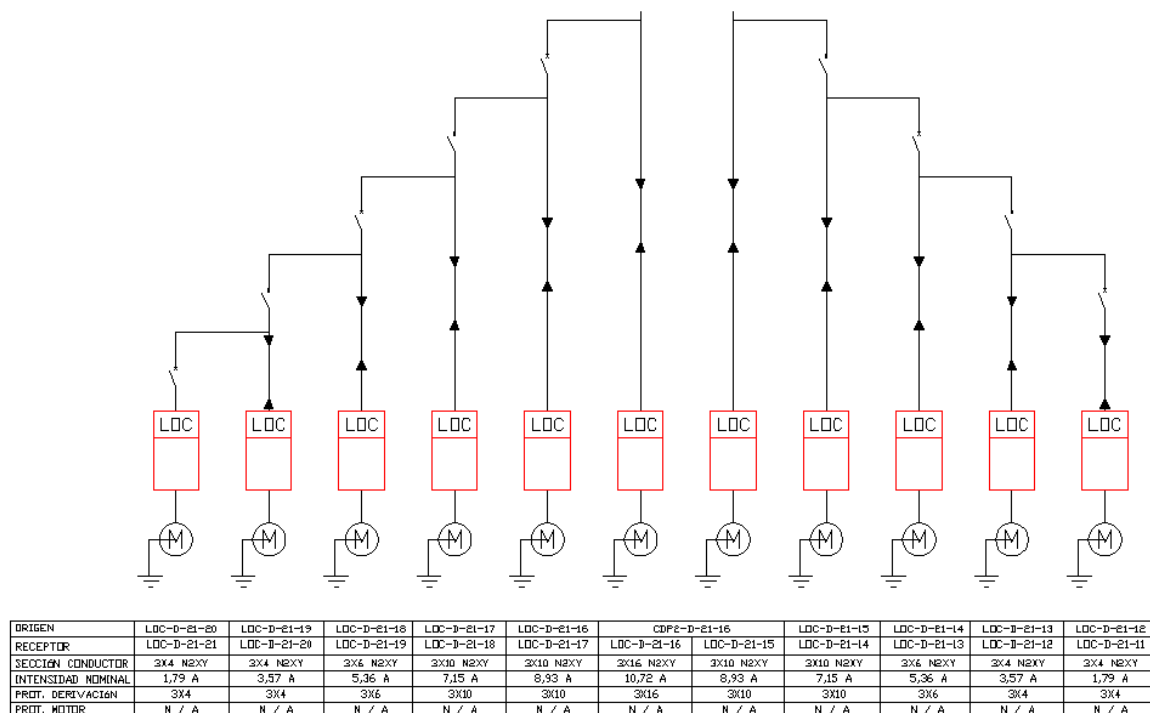 LOC LOC LOC LOC LOC LOC LOC LOC LOC LOC LOC
M M M M M M M M M M M
ORIGEN LOC-D-21-20 LOC-D-21-19 LOC-D-21-18 LOC-D-21-17 LOC-D-21-16 CDP2-D-21-16 LOC-D-21-15 LOC-D-21-14 LOC-D-21-13 LOC-D-21-12
RECEPTOR LOC-D-21-21 LOC-D-21-20 LOC-D-21-19 LOC-D-21-18 LOC-D-21-17 LOC-D-21-16 LOC-D-21-15 LOC-D-21-14 LOC-D-21-13 LOC-D-21-12 LOC-D-21-11
SECCIóN CONDUCTOR 3X4 N2XY 3X4 N2XY 3X6 N2XY 3X10 N2XY 3X10 N2XY 3X16 N2XY 3X10 N2XY 3X10 N2XY 3X6 N2XY 3X4 N2XY 3X4 N2XY
INTENSIDAD NOMINAL 1,79 A 3,57 A 5,36 A 7,15 A 8,93 A 10,72 A 8,93 A 7,15 A 5,36 A 3,57 A 1,79 A
PROT. DERIVACIóN 3X4 3X4 3X6 3X10 3X10 3X16 3X10 3X10 3X6 3X4 3X4
PROT. MOTOR N / A N / A N / A N / A N / A N / A N / A N / A N / A N / A N / A